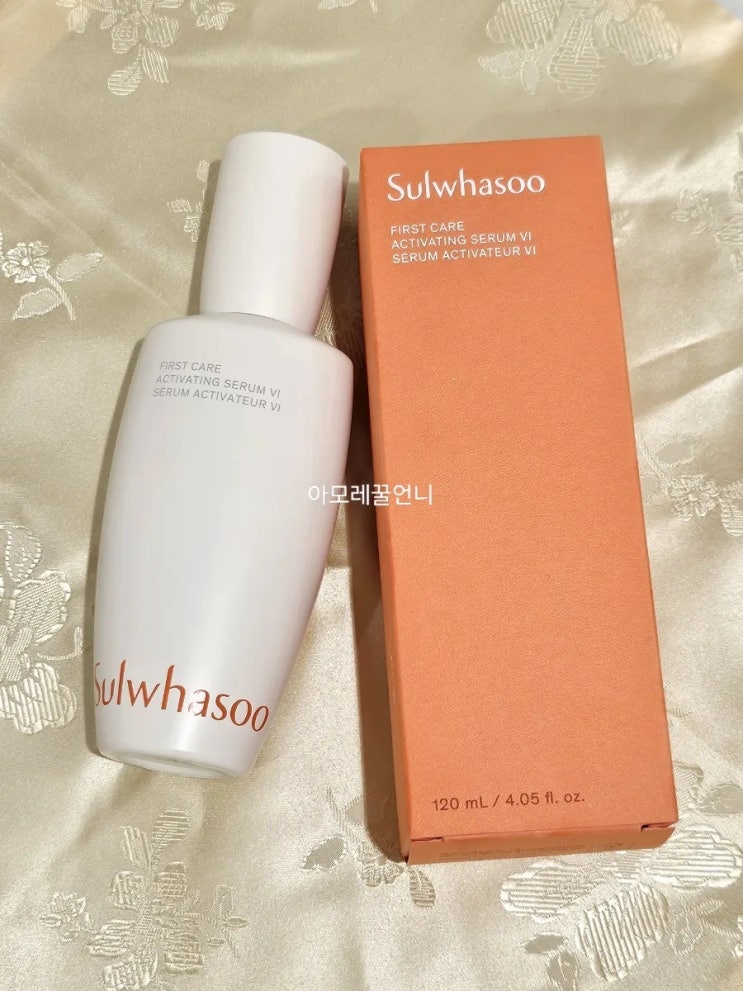 Sulwhasoo
FIRST CARE
ACTIVATING SERUM VI
SÉRUM ACTIVATEUR VI
FIRST CARE
ACTIVATING SERUM VI
SÉRUM ACTIVATEUR VI
아모레꿀언니
Sulwhasoo
120 mL / 4.05 fl. oz.